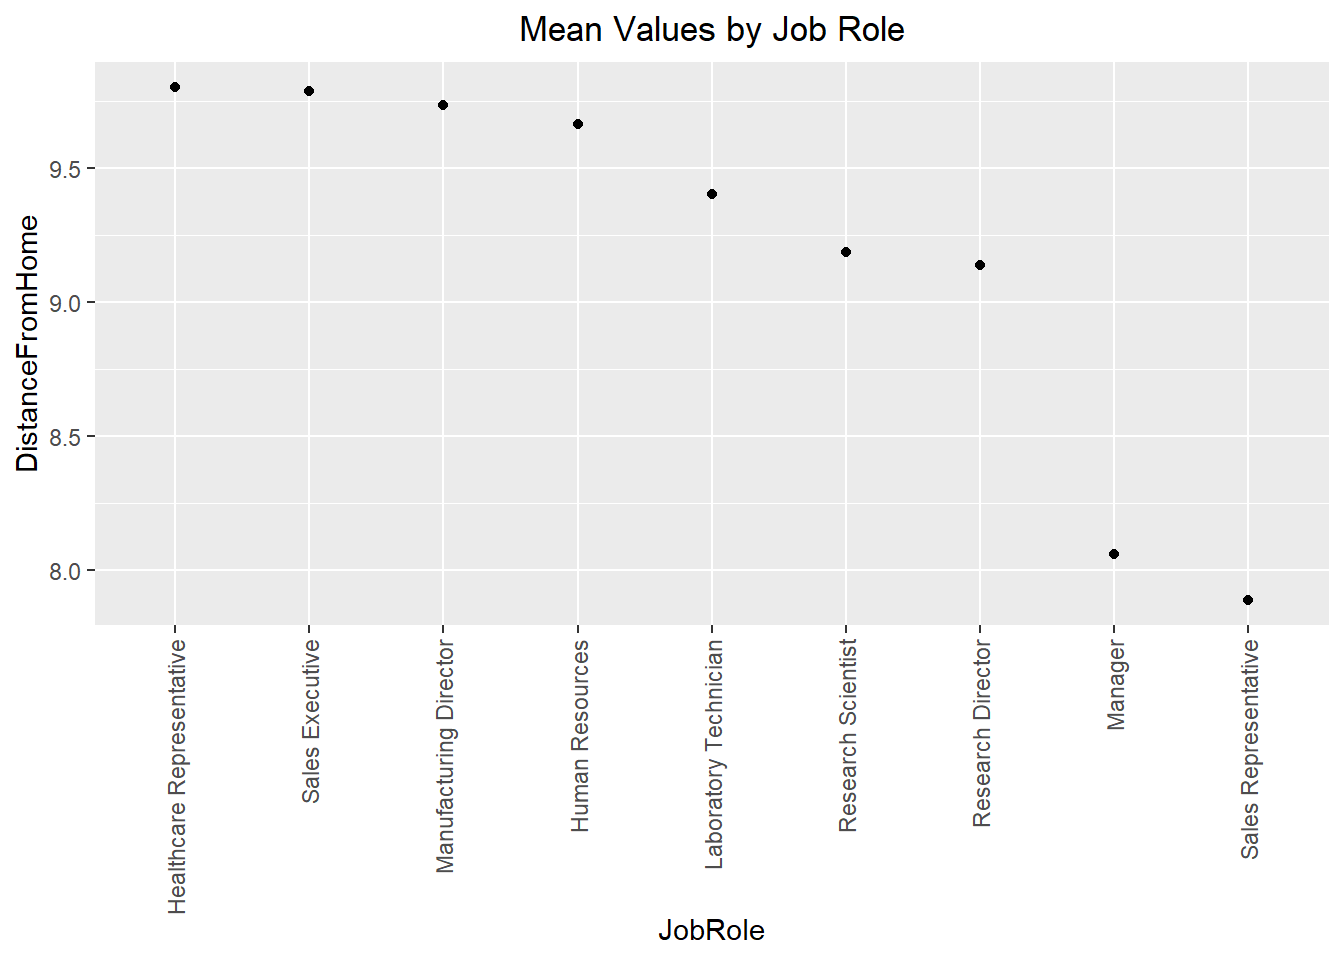 Mean Values by Job Role
DistanceFromHome
9.5
9.0
8.5
8.0
Healthcare Representative
Sales Executive
Manufacturing Director
Human Resources
Laboratory Technician
Research Scientist
Research Director
Manager
Sales Representative
JobRole